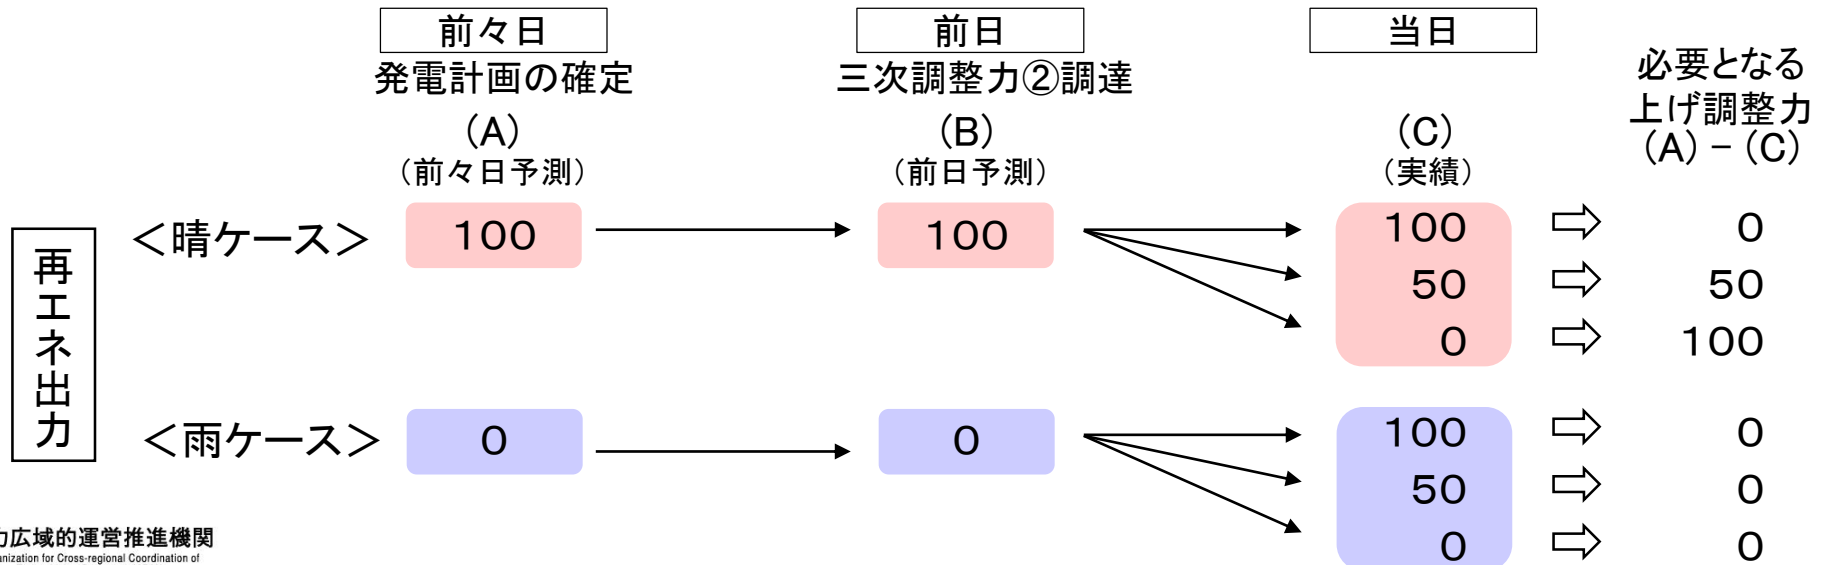 前々日
発電計画の確定
(A)
(前々日予測)
前日
三次調整力②調達
(B)
(前日予測)
当日
(C)
(実績)
必要となる
上げ調整力
(A)-(C)
再エネ出力
<晴ケース>
100
100
100
0
50
50
0
100
<雨ケース>
0
0
100
0
50
0
0
0
広域的運営推進機関
for Cross-regional Coordination of